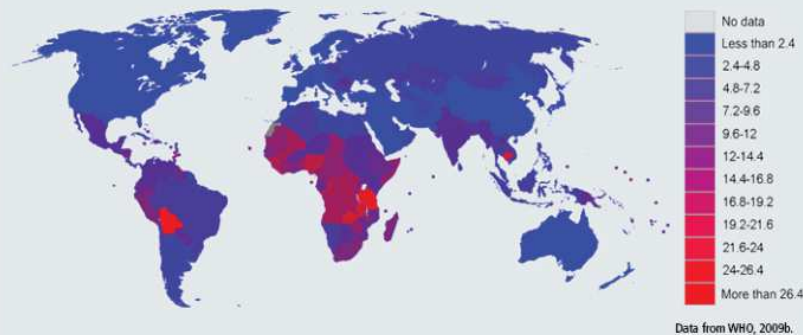 No data
Less than 2.4
2.4-4.8
4.8-7.2
7.2-9.6
9.6-12
12-14.4
14.4-16.8
16.8-19.2
19.2-21.6
21.6-24
24-26.4
More than 26.4
Data from WHO, 2009b.